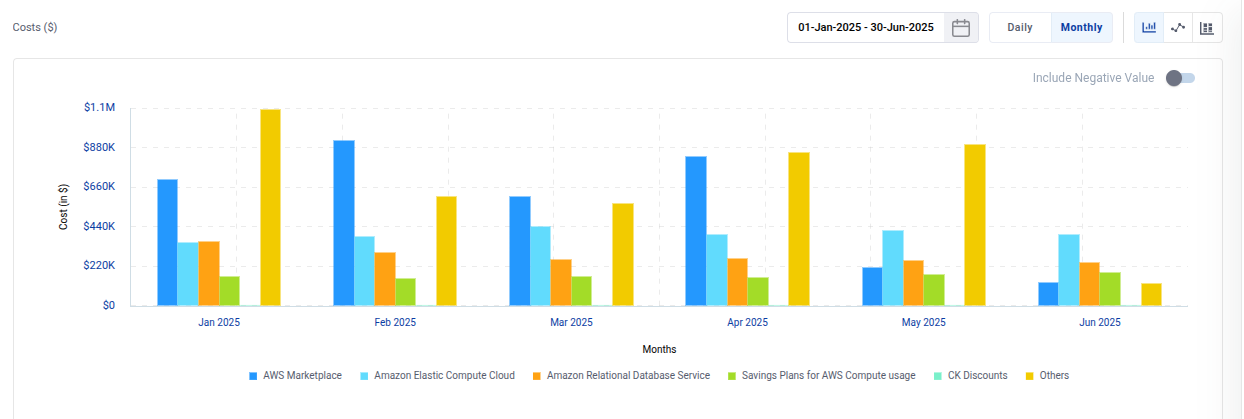 Costs ($)
01-Jan-2025 - 30-Jun-2025
Daily
Monthly
Include Negative Value
$1.1M
$880K
$660K
$440K
$220K
$0
Cost (in $)
Jan 2025
Feb 2025
Mar 2025
Apr 2025
May 2025
Jun 2025
Months
AWS Marketplace
Amazon Elastic Compute Cloud
Amazon Relational Database Service
Savings Plans for AWS Compute usage
CK Discounts
Others